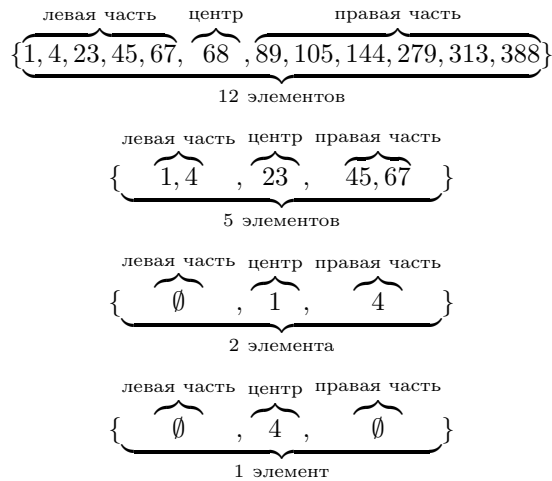 левая часть центр правая часть
{1, 4, 23, 45, 67, 68, 89, 105, 144, 279, 313, 388}
12 элементов
левая часть центр правая часть
{ 1, 4 , 23 , 45, 67 }
5 элементов
левая часть центр правая часть
{ ∅ , 1 , 4 }
2 элемента
левая часть центр правая часть
{ ∅ , 4 , ∅ }
1 элемент